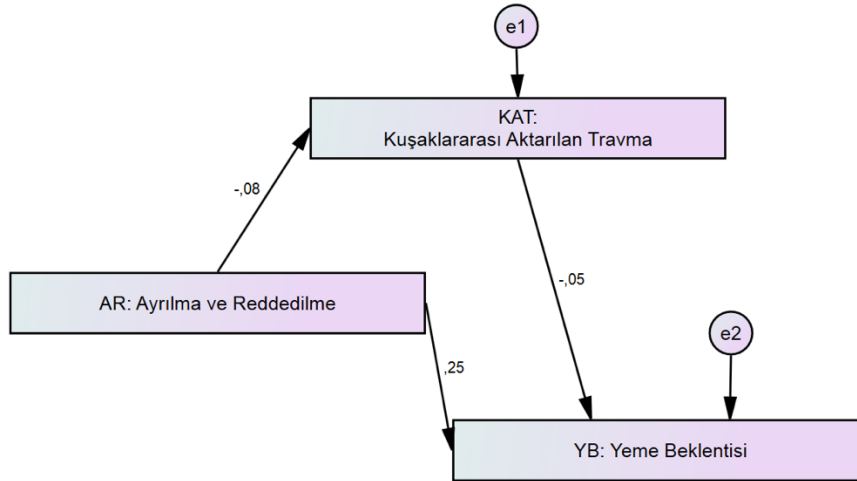 e1
KAT:
Kuşaklararası Aktarılan Travma
-,08
AR: Ayrılma ve Reddedilme
-,05
e2
,25
YB: Yeme Beklentisi